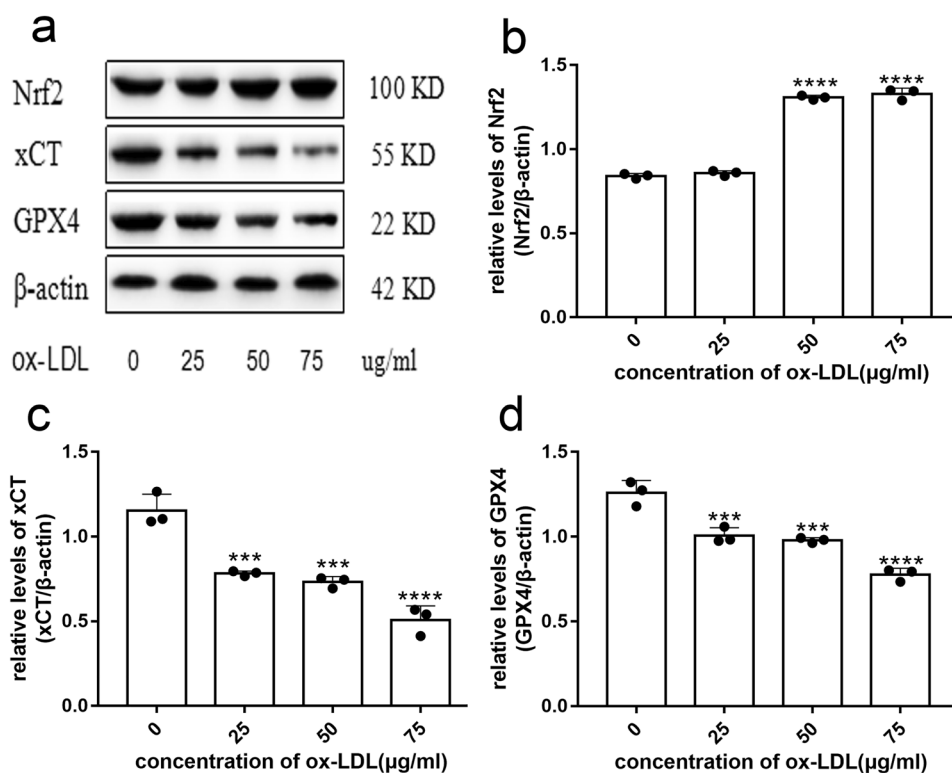 a
Nrf2 100 KD
xCT 55 KD
GPX4 22 KD
β-actin 42 KD
ox-LDL 0 25 50 75 ug/ml
b
relative levels of Nrf2
(Nrf2/β-actin)
1.5
1.0
0.5
0.0
**** ****
0 25 50 75
concentration of ox-LDL(μg/ml)
c
relative levels of xCT
(xCT/β-actin)
1.5
1.0
0.5
0.0
*** *** ****
0 25 50 75
concentration of ox-LDL(μg/ml)
d
relative levels of GPX4
(GPX4/β-actin)
1.5
1.0
0.5
0.0
*** *** ****
0 25 50 75
concentration of ox-LDL(μg/ml)